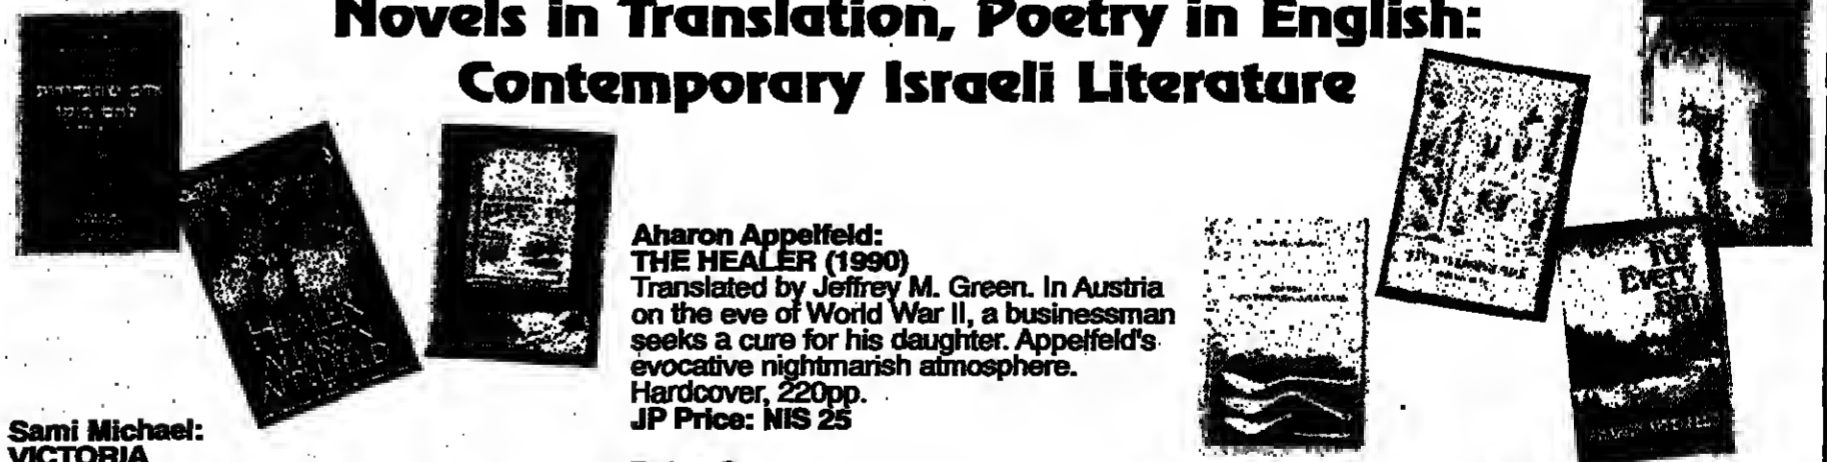 Novels in Translation, Poetry in English:
Contemporary Israeli Literature
Aharon Appelfeld:
THE HEALER (1990)
Translated by Jeffrey M. Green. In Austria
on the eve of World War II, a businessman
seeks a cure for his daughter. Appelfeld's
evocative nightmarish atmosphere.
Hardcover, 220pp.
JP Price: NIS 25
Sami Michael:
VICTORIA
For
Every
Sin